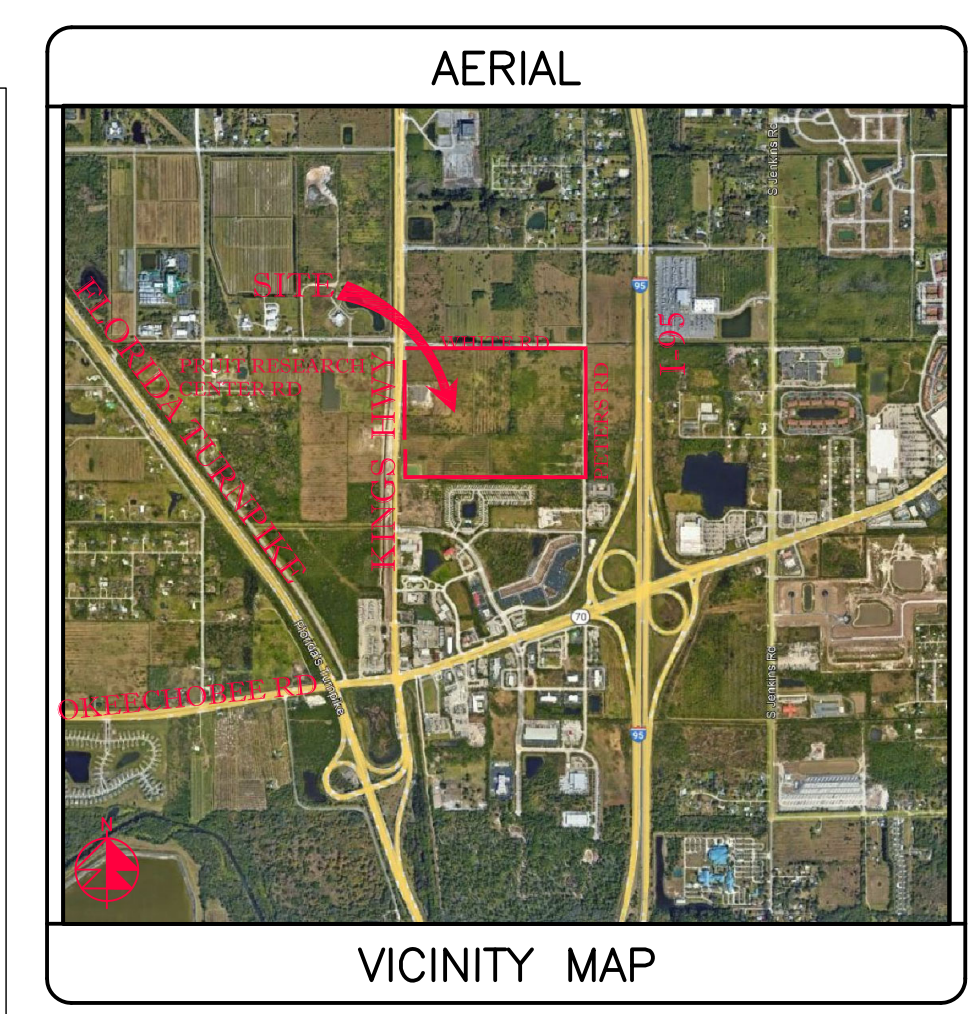 AERIAL
S Jenkins Rd
SITE
95
FLORIDA TURNPIKE
I-95
WHITE RD
PRUIT RESEARCH
CENTER RD
KINGS HWY
PETERS RD
70
Florida's Turnpike
OKEECHOBEE RD
S Jenkins Rd
95
N
VICINITY MAP